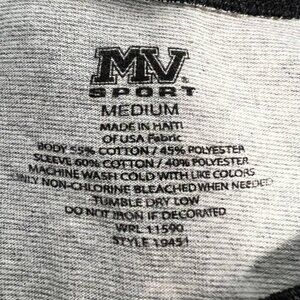 MV
SPORT
MEDIUM
MADE IN HAITI
OF USA Fabric
BODY 55% COTTON / 45% POLYESTER
SLEEVE 60% COTTON / 40% POLYESTER
MACHINE WASH COLD WITH LIKE COLORS
ONLY NON-CHLORINE BLEACHED WHEN NEEDED
TUMBLE DRY LOW
DO NOT IRON IF DECORATED
WPL 11590
STYLE 19451